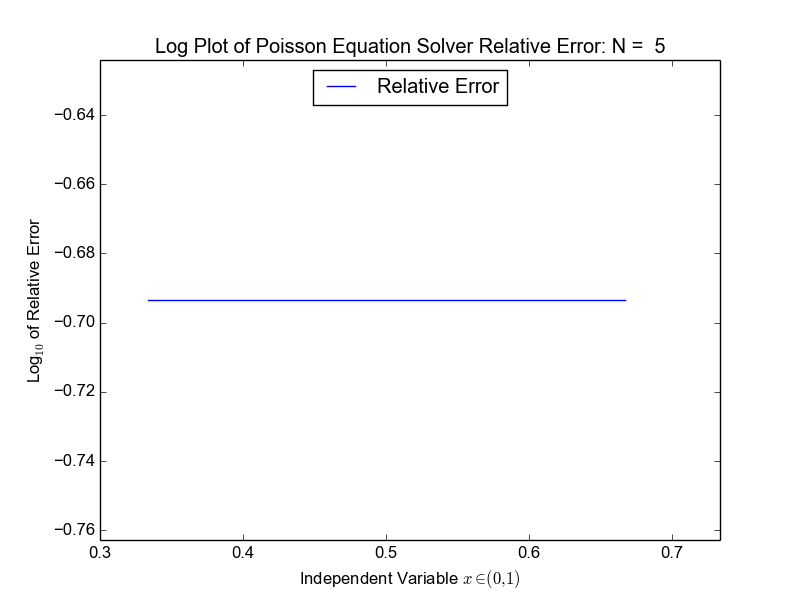 Log Plot of Poisson Equation Solver Relative Error: N =  5
Relative Error
−0.64
−0.66
−0.68
−0.70
−0.72
−0.74
−0.76
Log₁₀ of Relative Error
0.3 0.4 0.5 0.6 0.7
Independent Variable x∈(0,1)